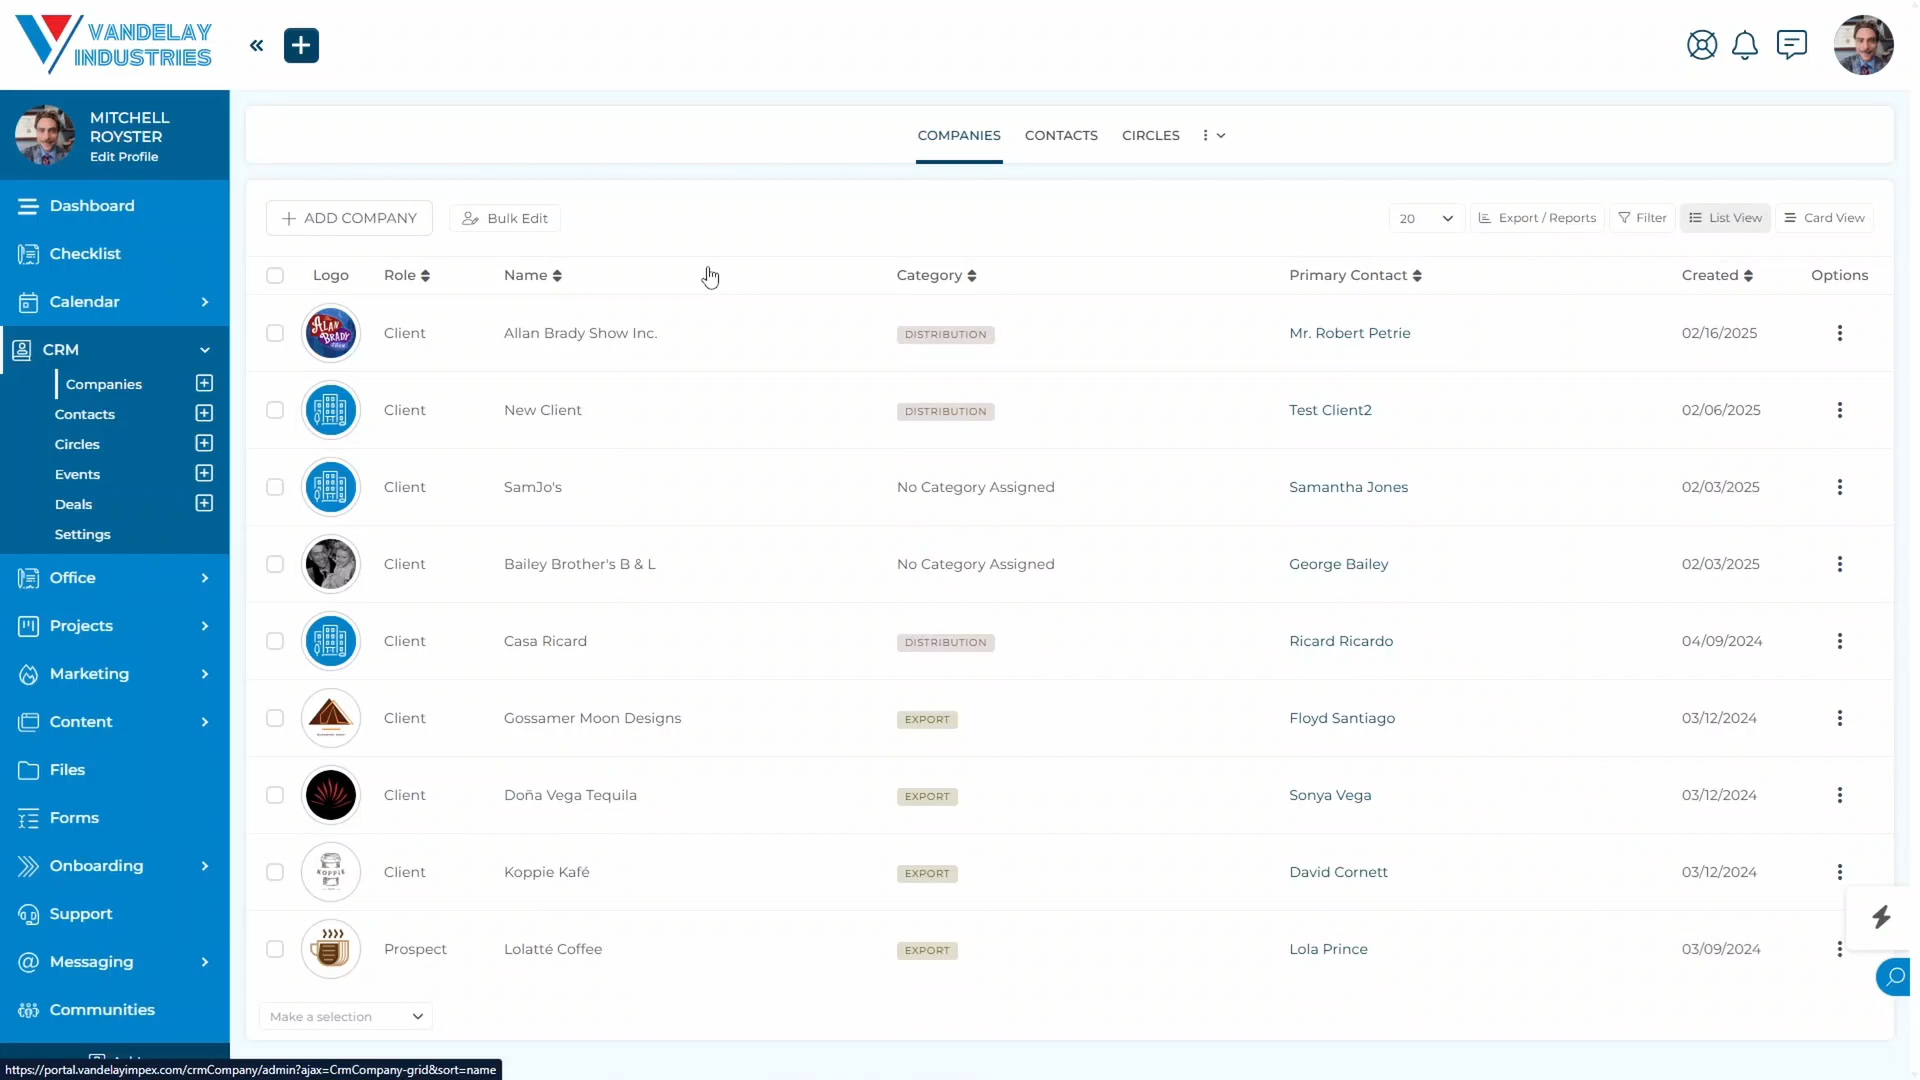 VANDELAY
INDUSTRIES
MITCHELL
ROYSTER
Edit Profile
Dashboard
Checklist
Calendar
CRM
Companies
Contacts
Circles
Events
Deals
Settings
Office
Projects
Marketing
Content
Files
Forms
Onboarding
Support
Messaging
Communities
COMPANIES CONTACTS CIRCLES
ADD COMPANY Bulk Edit 20 Export / Reports Filter List View Card View
Logo Role Name Category Primary Contact Created Options
ALAN BRADY SHOW Client Allan Brady Show Inc. DISTRIBUTION Mr. Robert Petrie 02/16/2025
Client New Client DISTRIBUTION Test Client2 02/06/2025
Client SamJo's No Category Assigned Samantha Jones 02/03/2025
Client Bailey Brother's B & L No Category Assigned George Bailey 02/03/2025
Client Casa Ricard DISTRIBUTION Ricard Ricardo 04/09/2024
Client Gossamer Moon Designs EXPORT Floyd Santiago 03/12/2024
Client Doña Vega Tequila EXPORT Sonya Vega 03/12/2024
KOPPIE Client Koppie Kafé EXPORT David Cornett 03/12/2024
Prospect Lolatté Coffee EXPORT Lola Prince 03/09/2024
Make a selection
https://portal.vandelayimpex.com/crmCompany/admin?ajax=CrmCompany-grid&sort=name